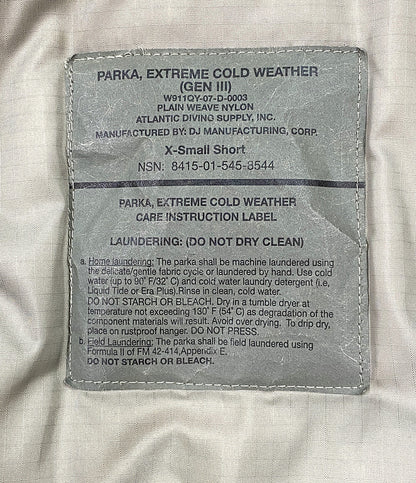 PARKA, EXTREME COLD WEATHER
(GEN III)
W911QY-07-D-0003
PLAIN WEAVE NYLON
ATLANTIC DIVING SUPPLY, INC.
MANUFACTURED BY: DJ MANUFACTURING, CORP.
X-Small Short
NSN: 8415-01-545-8544
PARKA, EXTREME COLD WEATHER
CARE INSTRUCTION LABEL
LAUNDERING: (DO NOT DRY CLEAN)
a. Home laundering: The parka shall be machine laundered using
the delicate/gentle fabric cycle or laundered by hand. Use cold
water (up to 90˚F/32˚ C) and cold water laundry detergent (i.e,
Liquid Tide or Era Plus).Rinse in clean, cold water.
DO NOT STARCH OR BLEACH. Dry in a tumble dryer at
temperature not exceeding 130˚ F (54˚ C) as degradation of the
component materials will result. Avoid over drying. To drip dry,
place on rustproof hanger. DO NOT PRESS
b. Field Laundering: The parka shall be field laundered using
Formula II of FM 42-414,Appendix E.
DO NOT STARCH OR BLEACH.